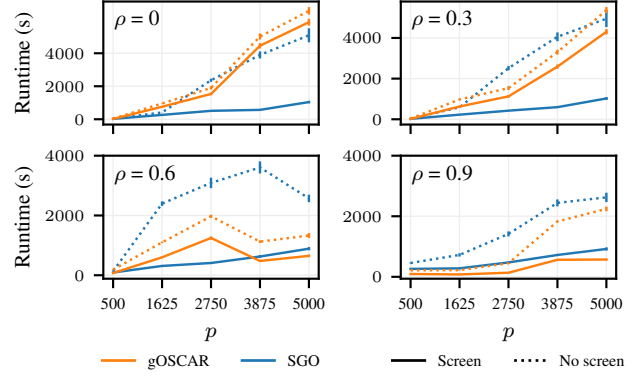 ρ = 0
ρ = 0.3
Runtime (s)
6000
4000
2000
0
4000
2000
0
ρ = 0.6
ρ = 0.9
Runtime (s)
4000
2000
0
4000
2000
0
500 1625 2750 3875 5000
500 1625 2750 3875 5000
p
p
gOSCAR SGO Screen No screen